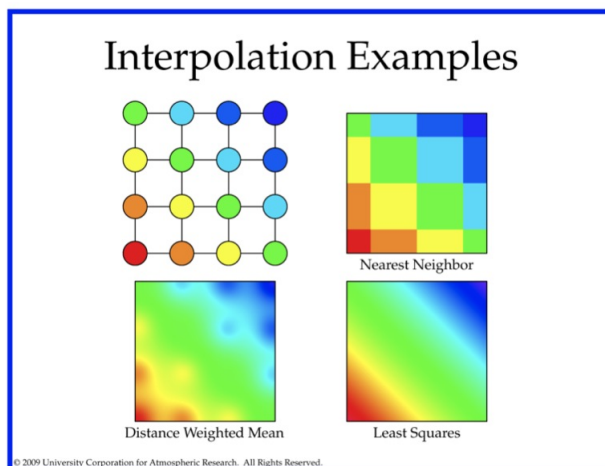 Interpolation Examples
Nearest Neighbor
Distance Weighted Mean
Least Squares
© 2009 University Corporation for Atmospheric Research. All Rights Reserved.